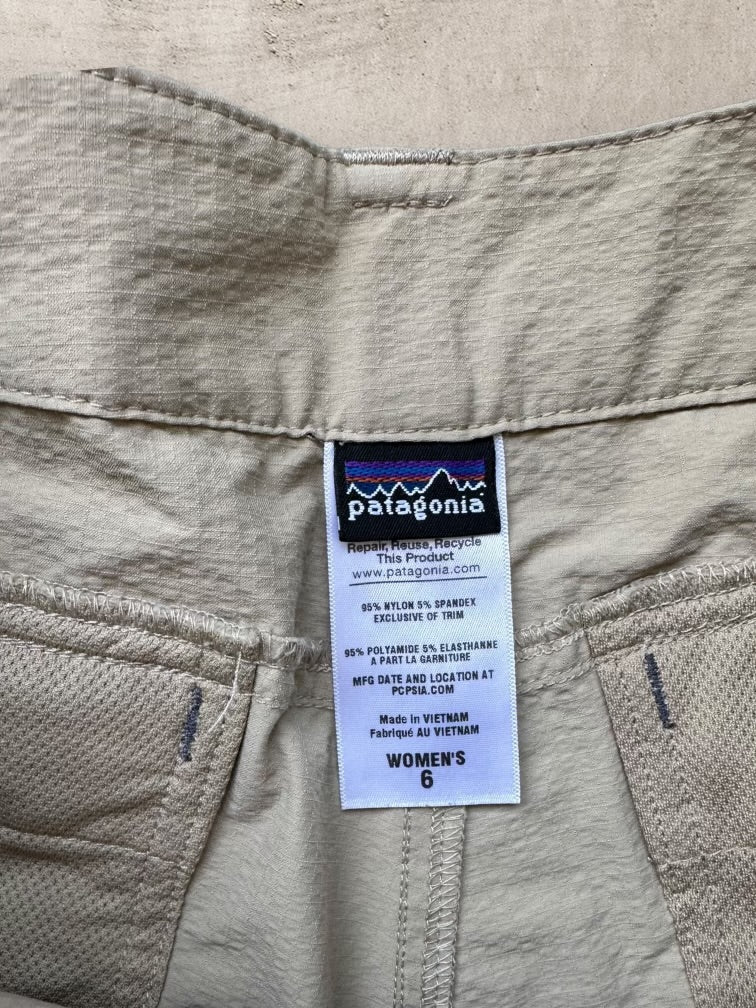 patagonia
Repair, Reuse, Recycle
This Product
www.patagonia.com
95% NYLON 5% SPANDEX
EXCLUSIVE OF TRIM
95% POLYAMIDE 5% ELASTHANNE
A PART LA GARNITURE
MFG DATE AND LOCATION AT
PCPSIA.COM
Made in VIETNAM
Fabriqué AU VIETNAM
WOMEN'S
6